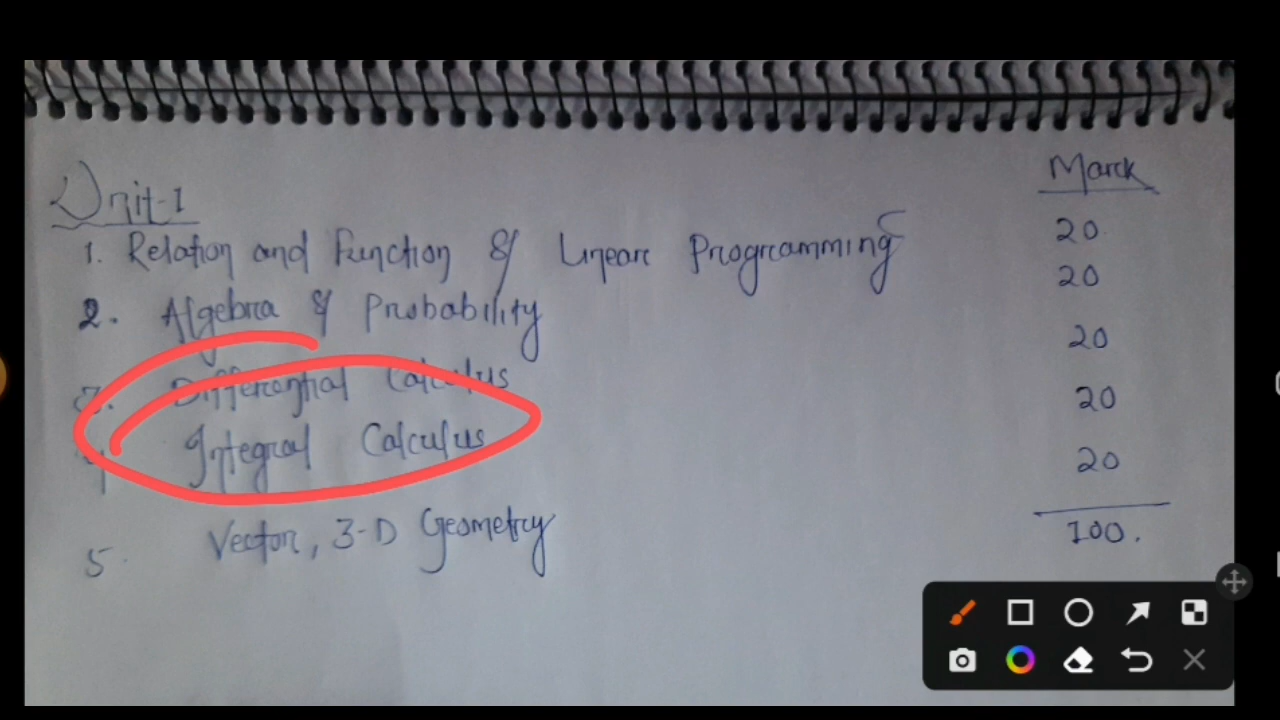 Unit-1
Mark
1. Relation and Function & Linear Programming 20
2. Algebra & Probability 20
3. Differential Calculus 20
4 Integral Calculus 20
5 Vector, 3-D Geometry 20
100.